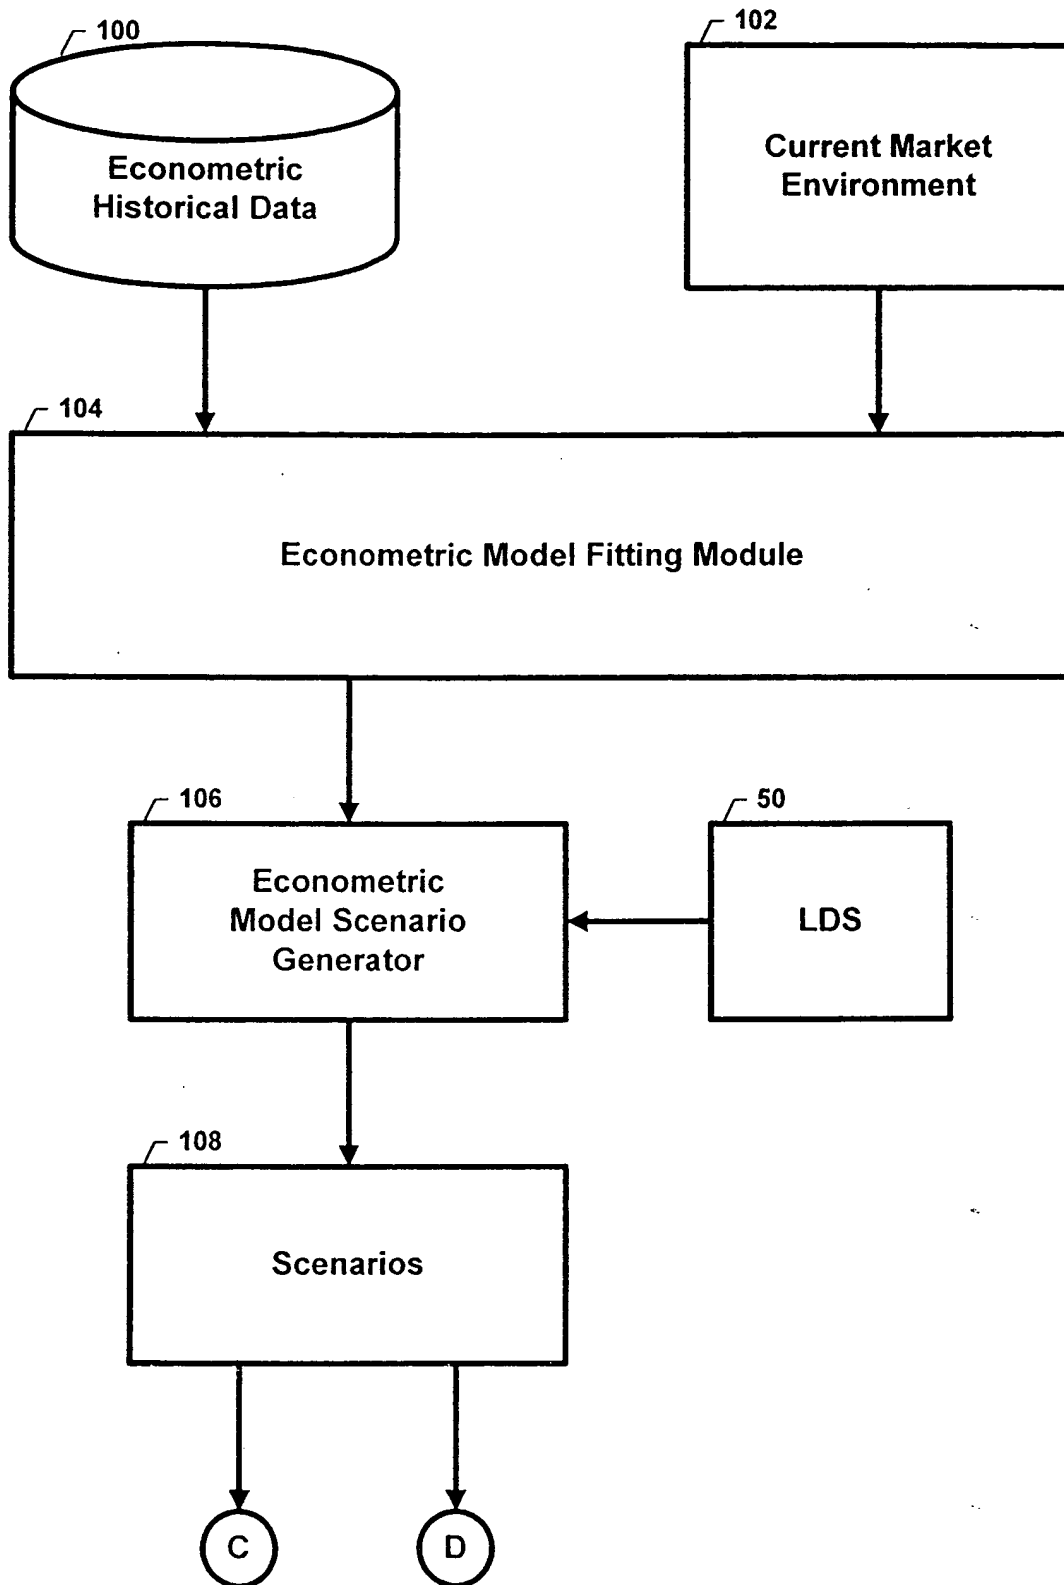 100
102
Econometric
Historical Data
Current Market
Environment
104
Econometric Model Fitting Module
106
50
Econometric
Model Scenario
Generator
LDS
108
Scenarios
C
D